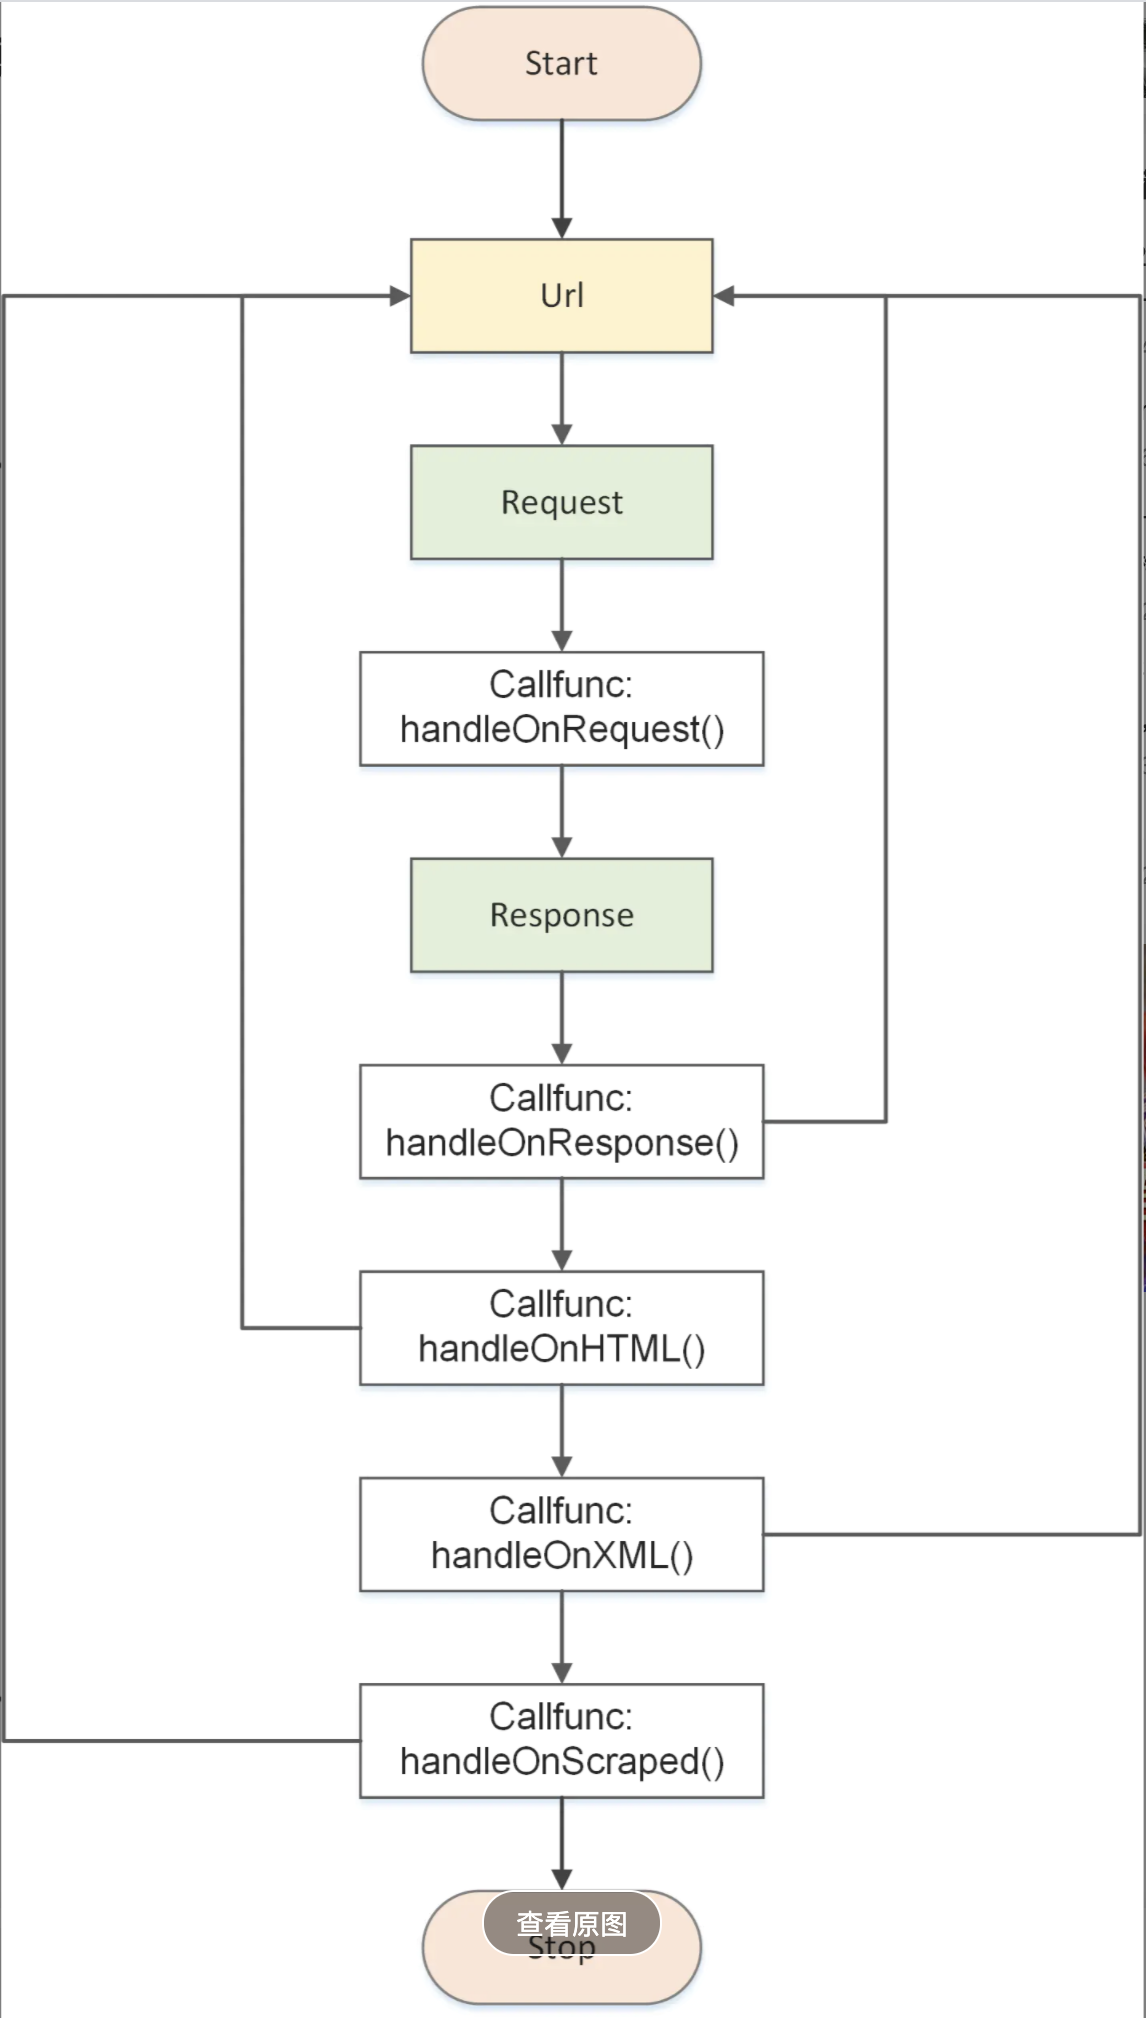 Start
Url
Request
Callfunc:
handleOnRequest()
Response
Callfunc:
handleOnResponse()
Callfunc:
handleOnHTML()
Callfunc:
handleOnXML()
Callfunc:
handleOnScraped()
查看原图
Stop